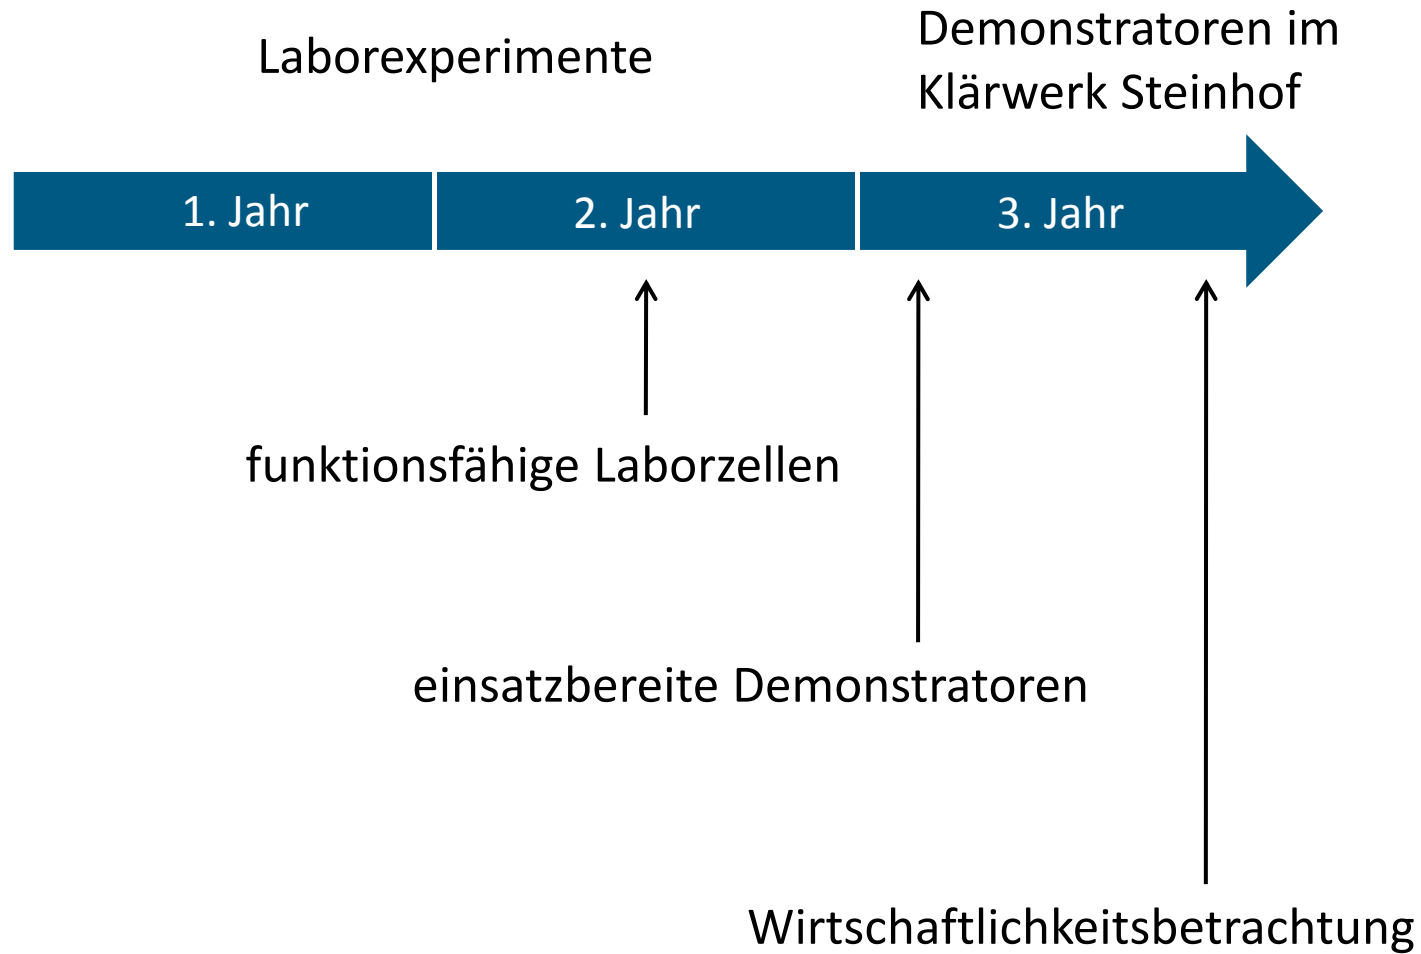 Laborexperimente
Demonstratoren im
Klärwerk Steinhof
1. Jahr
2. Jahr
3. Jahr
funktionsfähige Laborzellen
einsatzbereite Demonstratoren
Wirtschaftlichkeitsbetrachtung